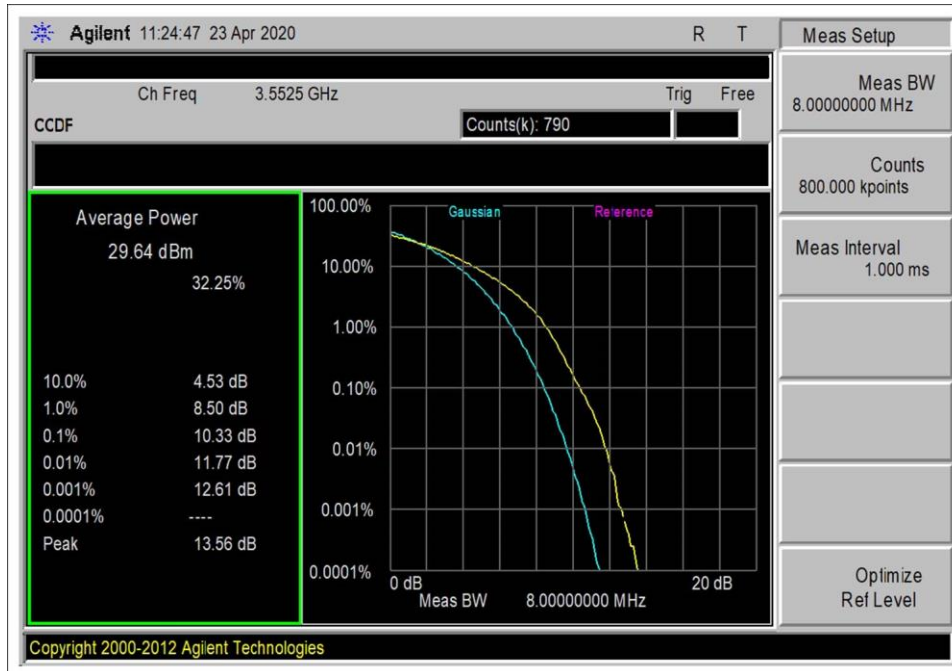 Agilent 11:24:47 23 Apr 2020 R T
Ch Freq 3.5525 GHz Trig Free
CCDF Counts(k): 790
Average Power
29.64 dBm
32.25%
10.0% 4.53 dB
1.0% 8.50 dB
0.1% 10.33 dB
0.01% 11.77 dB
0.001% 12.61 dB
0.0001% ----
Peak 13.56 dB
100.00% Gaussian Reference
10.00%
1.00%
0.10%
0.01%
0.001%
0.0001%
0 dB 20 dB
Meas BW 8.00000000 MHz
Meas Setup
Meas BW
8.00000000 MHz
Counts
800.000 kpoints
Meas Interval
1.000 ms
Optimize
Ref Level
Copyright 2000-2012 Agilent Technologies